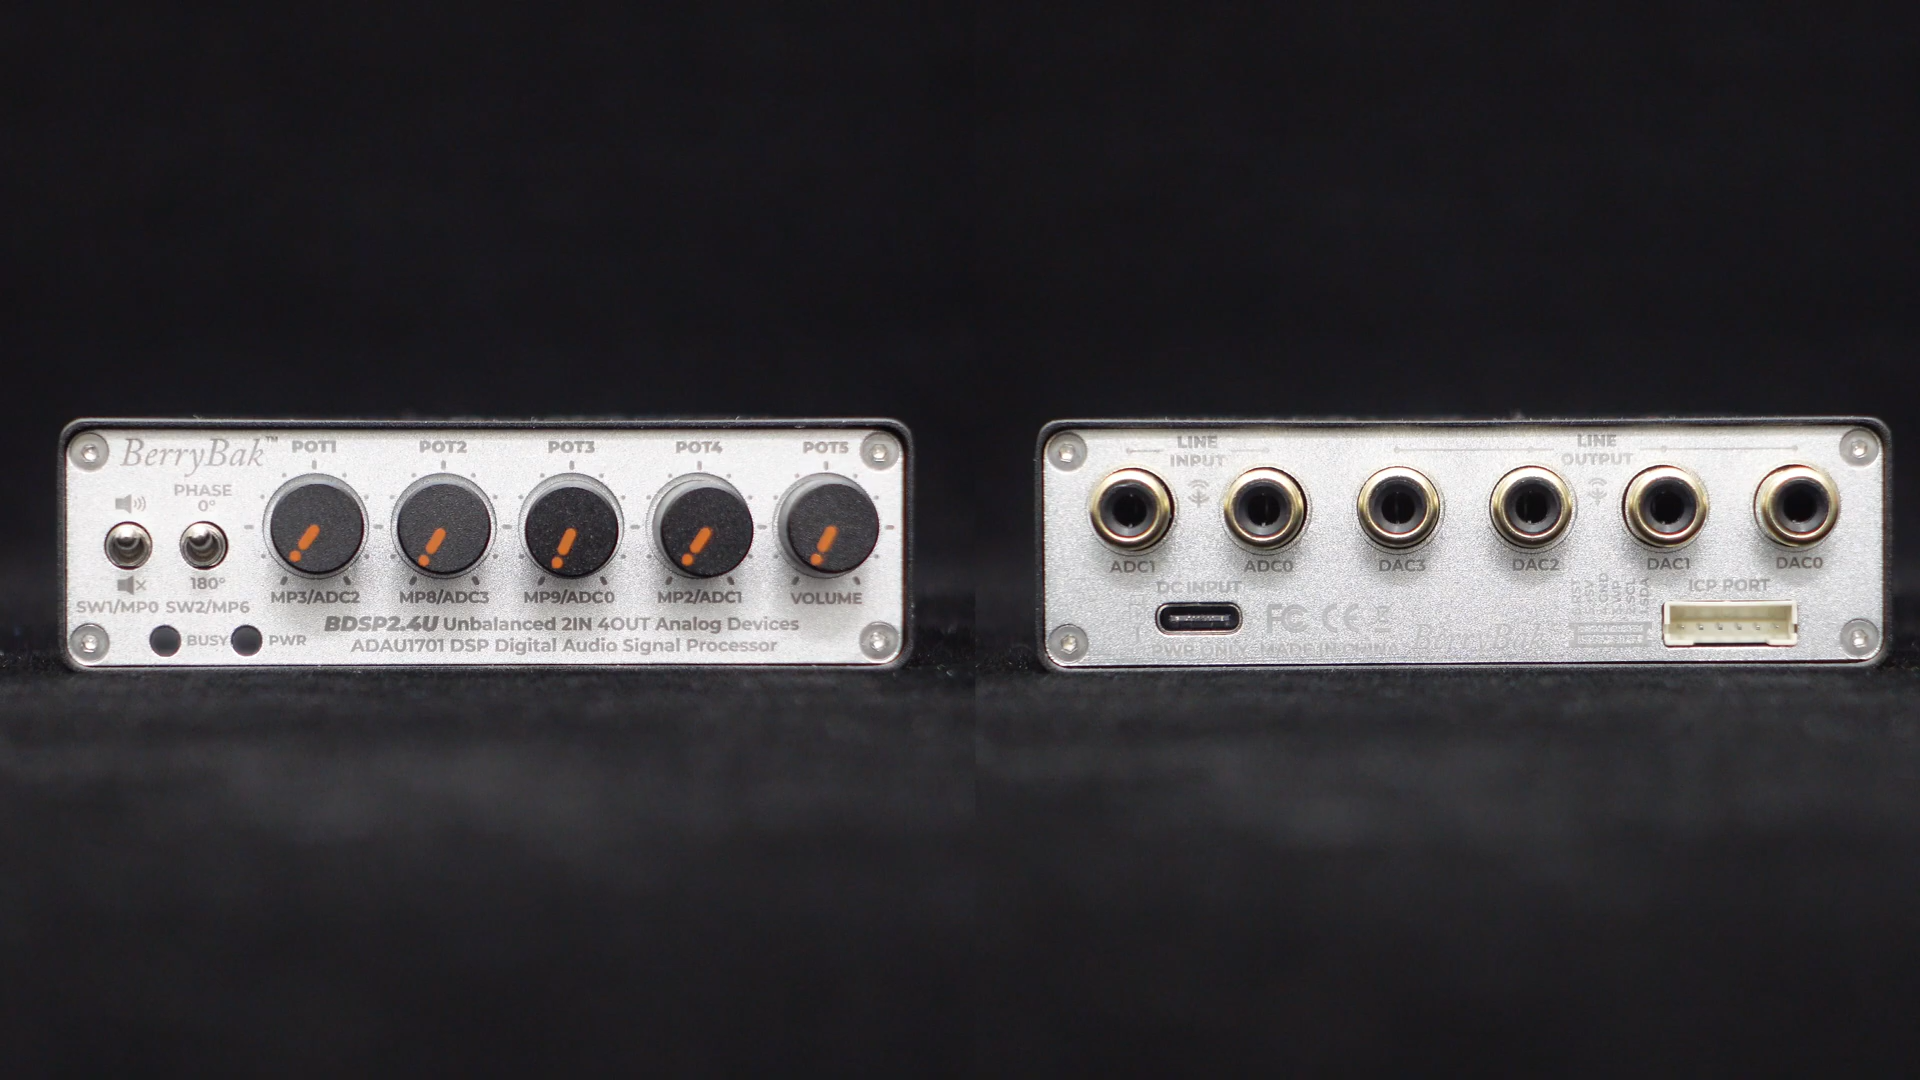 BerryBak™
POT1 POT2 POT3 POT4 POT5
PHASE
0°
180°
SW1/MP0 SW2/MP6
MP3/ADC2 MP8/ADC3 MP9/ADC0 MP2/ADC1 VOLUME
BUSY PWR
BDSP2.4U Unbalanced 2IN 4OUT Analog Devices
ADAU1701 DSP Digital Audio Signal Processor
LINE
INPUT
LINE
OUTPUT
ADC1 ADC0 DAC3 DAC2 DAC1 DAC0
DC INPUT
ICP PORT
FC CE
BerryBak
PWR ONLY MADE IN CHINA